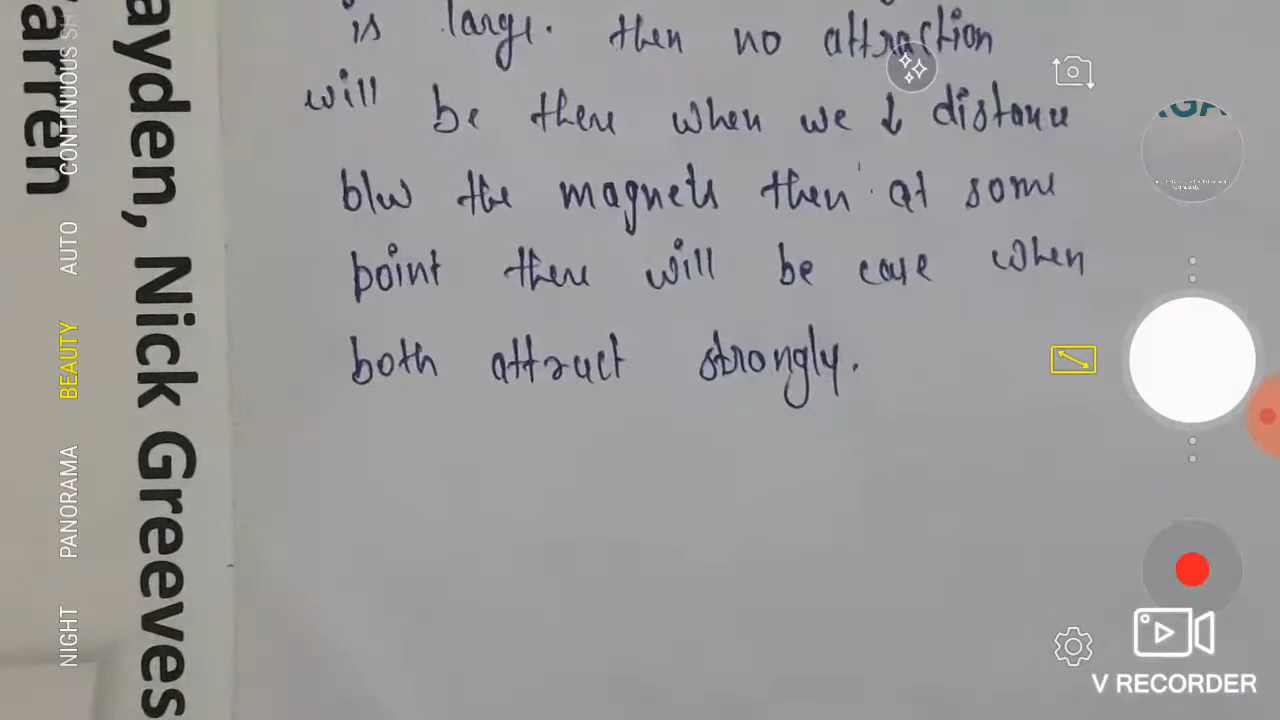 is large. then no attraction
will be there when we ↓ distance
b/w the magnets then at some
point there will be case when
both attract strongly.
ayden, Nick Greeves
arren
CONTINUOUS SH
AUTO
BEAUTY
PANORAMA
NIGHT
V RECORDER